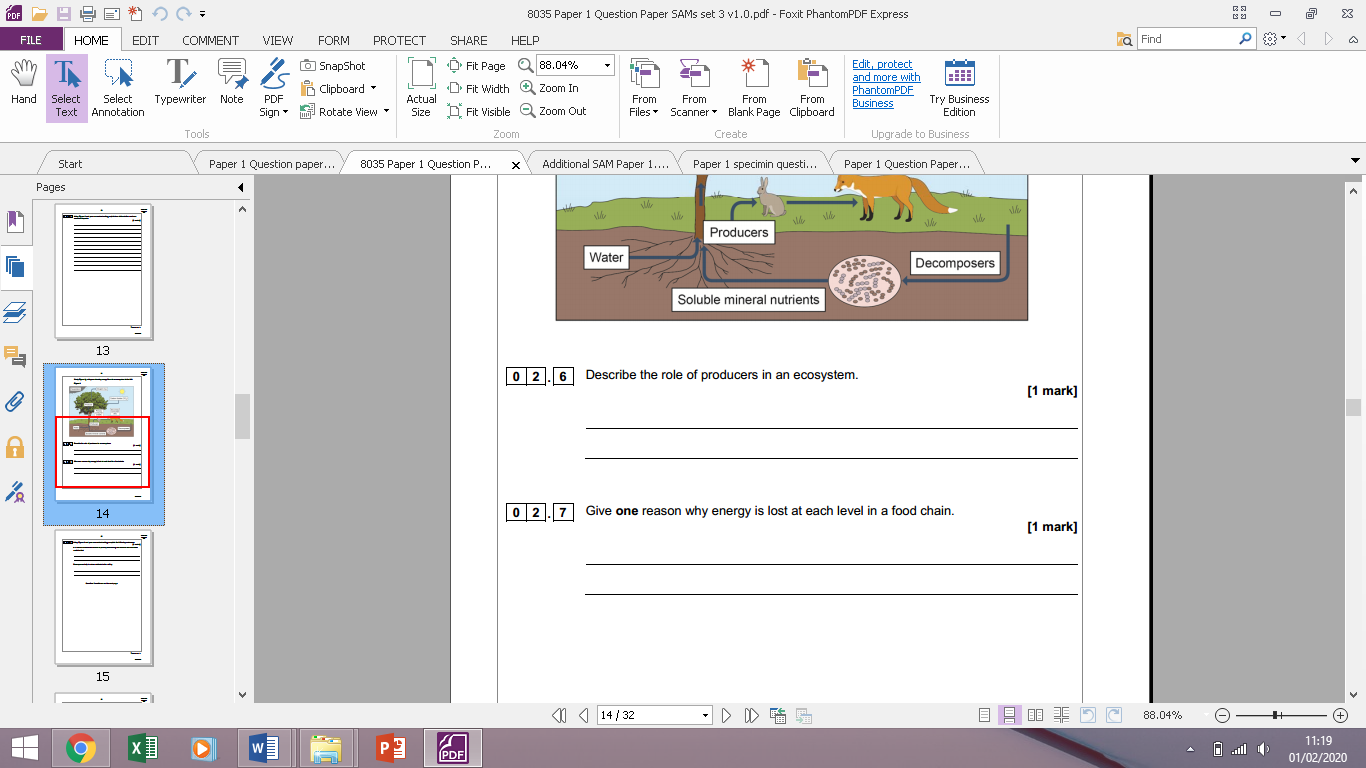 8035 Paper 1 Question Paper SAMs set 3 v1.0.pdf - Foxit PhantomPDF Express
FILE HOME EDIT COMMENT VIEW FORM PROTECT SHARE HELP
Find
Hand
Select Text
Select Annotation
Typewriter
Note
PDF Sign
SnapShot
Clipboard
Rotate View
Tools
Actual Size
Fit Page
Fit Width
Fit Visible
88.04%
Zoom In
Zoom Out
Zoom
From Files
From Scanner
From Blank Page
From Clipboard
Create
Edit, protect
and more with
PhantomPDF
Business
Try Business Edition
Upgrade to Business
Start
Paper 1 Question paper...
8035 Paper 1 Question P...
Additional SAM Paper 1....
Paper 1 specimin questi...
Paper 1 Question Paper...
Pages
13
14
15
Producers
Water
Decomposers
Soluble mineral nutrients
0 2 . 6 Describe the role of producers in an ecosystem.
[1 mark]
0 2 . 7 Give one reason why energy is lost at each level in a food chain.
[1 mark]
14 / 32
88.04%
PDF
11:19
01/02/2020